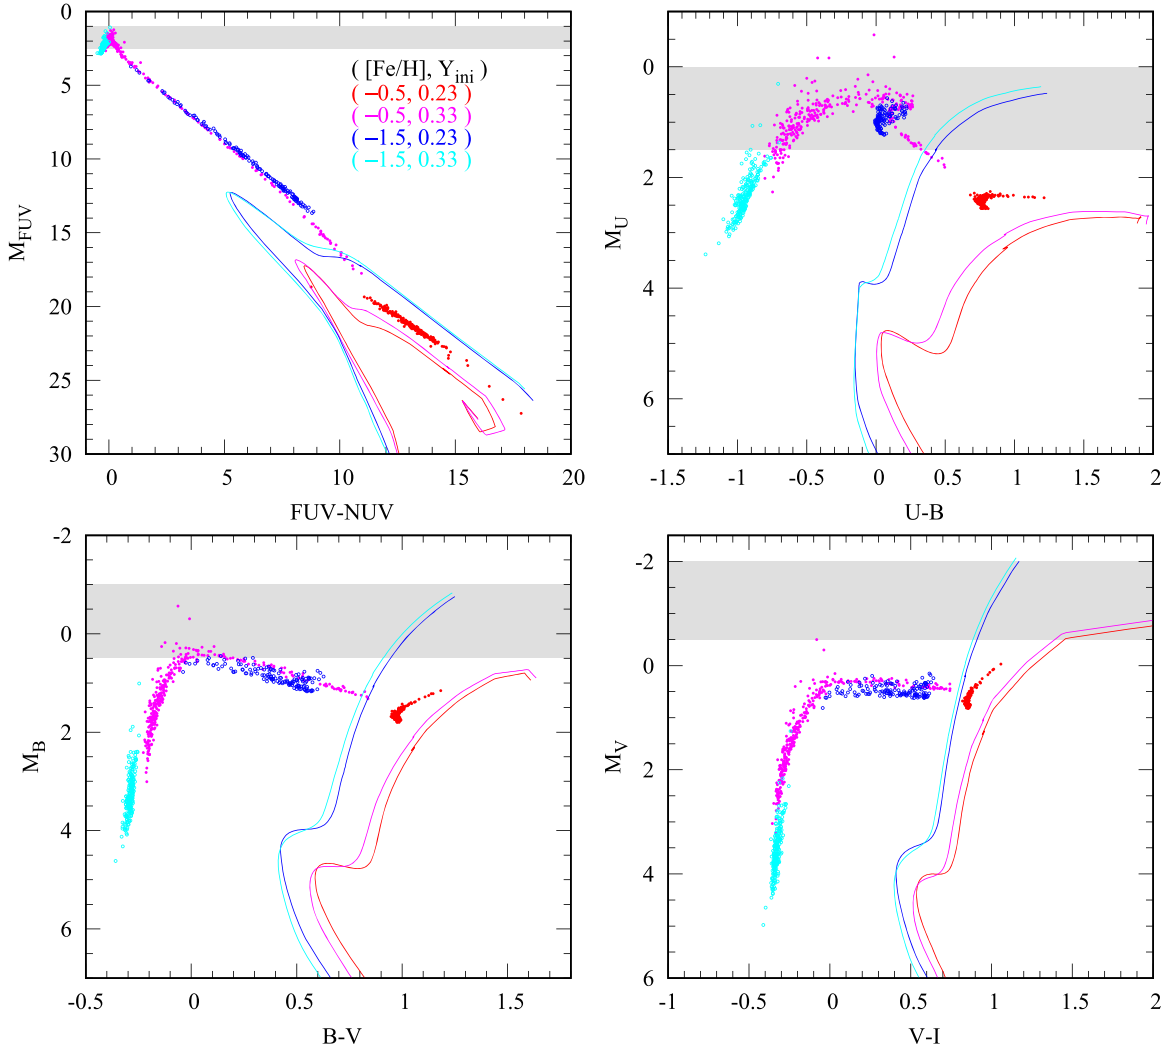 0
5
10
15
20
25
30
M_FUV
( [Fe/H], Y_ini )
( −0.5, 0.23 )
( −0.5, 0.33 )
( −1.5, 0.23 )
( −1.5, 0.33 )
0 5 10 15 20
FUV-NUV
0
2
4
6
M_U
-1.5 -1 -0.5 0 0.5 1 1.5 2
U-B
-2
0
2
4
6
M_B
-0.5 0 0.5 1 1.5
B-V
-2
0
2
4
6
M_V
-1 -0.5 0 0.5 1 1.5 2
V-I